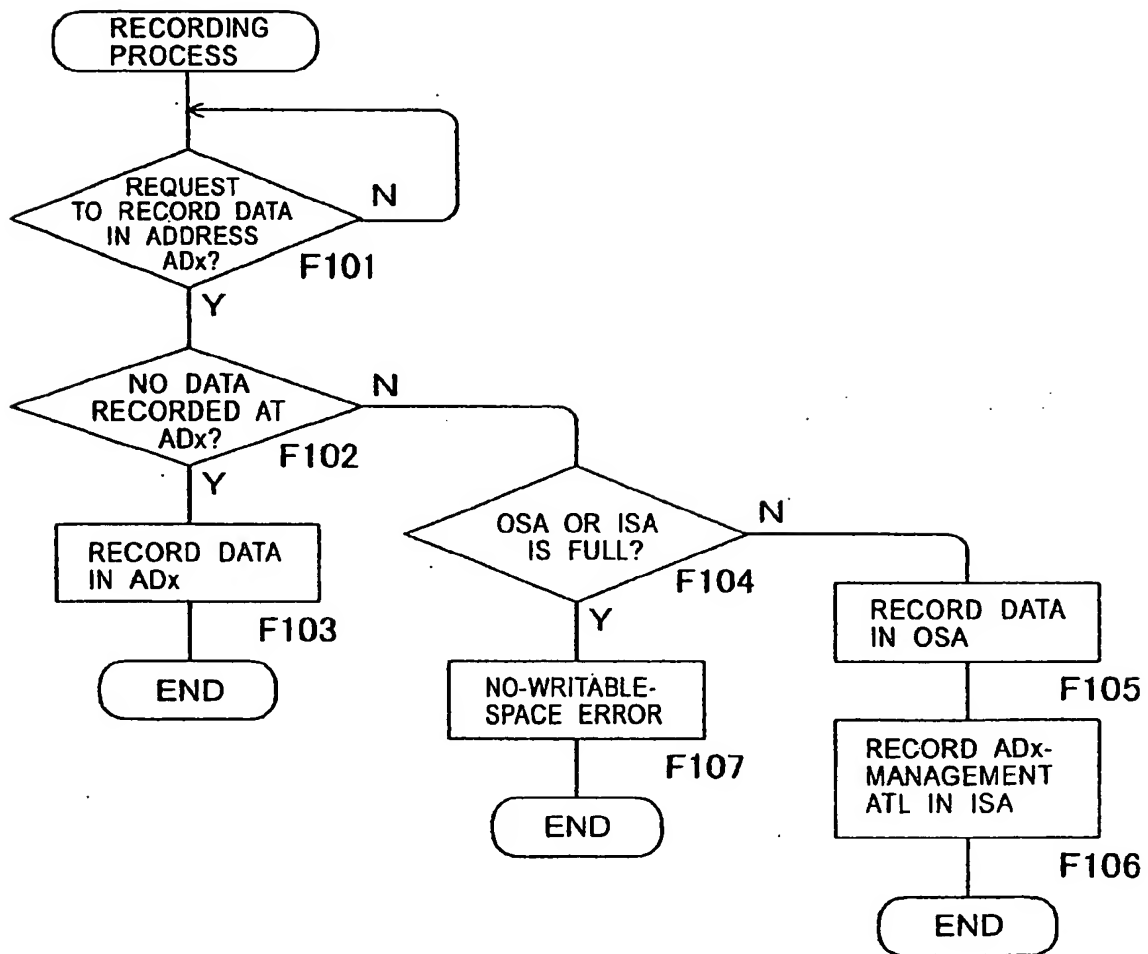 RECORDING
PROCESS
REQUEST
TO RECORD DATA
IN ADDRESS
ADx?
N
F101
Y
NO DATA
RECORDED AT
ADx?
N
F102
Y
RECORD DATA
IN ADx
F103
END
OSA OR ISA
IS FULL?
N
F104
Y
NO-WRITABLE-
SPACE ERROR
F107
END
RECORD DATA
IN OSA
F105
RECORD ADx-
MANAGEMENT
ATL IN ISA
F106
END